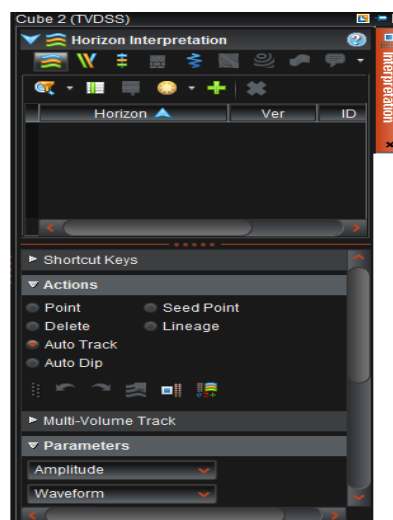 Cube 2 (TVDSS)
Horizon Interpretation
Interpretation
Horizon Ver ID
Shortcut Keys
Actions
Point Seed Point
Delete Lineage
Auto Track
Auto Dip
Multi-Volume Track
Parameters
Amplitude
Waveform